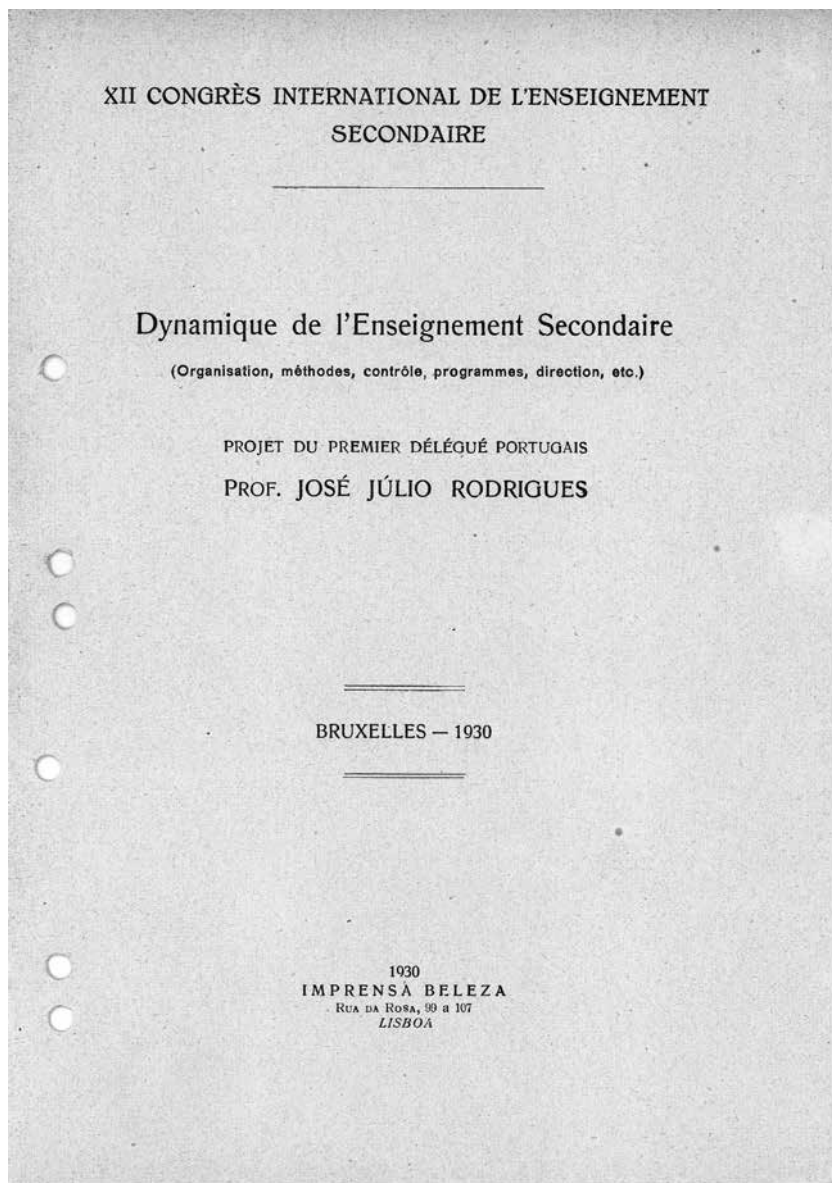 XII CONGRÈS INTERNATIONAL DE L'ENSEIGNEMENT
SECONDAIRE
Dynamique de l'Enseignement Secondaire
(Organisation, méthodes, contrôle, programmes, direction, etc.)
PROJET DU PREMIER DÉLÉGUÉ PORTUGAIS
PROF. JOSÉ JÚLIO RODRIGUES
BRUXELLES — 1930
1930
IMPRENSA BELEZA
RUA DA ROSA, 99 a 107
LISBOA